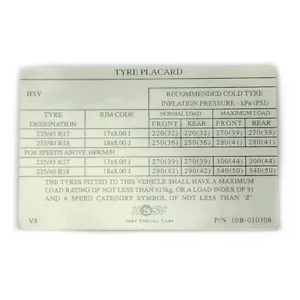 TYRE PLACARD
HSV
RECOMMENDED COLD-TYRE
INFLATION PRESSURE - kPa (PSI)
TYRE RIM CODE NORMAL LOAD MAXIMUM LOAD
DESIGNATION FRONT REAR FRONT REAR
235/45 R17 17x8.00 J 220(32) 220(32) 270(39) 270(39)
235/40 R18 18x8.00 J 250(36) 250(36) 280(41) 280(41)
FOR SPEEDS ABOVE 160KM/H
235/45 R17 17x8.00 J 270(39) 270(39) 300(44) 300(44)
235/40 R18 18x8.00 J 290(42) 290(42) 340(50) 340(50)
THE TYRES FITTED TO THIS VEHICLE SHALL HAVE A MAXIMUM
LOAD RATING OF NOT LESS THAN 615kg, OR A LOAD INDEX OF 91
AND A SPEED CATEGORY SYMBOL OF NOT LESS THAN 'Z'
HSV
VERY SPECIAL CARS
V8 P/N 10B-010308